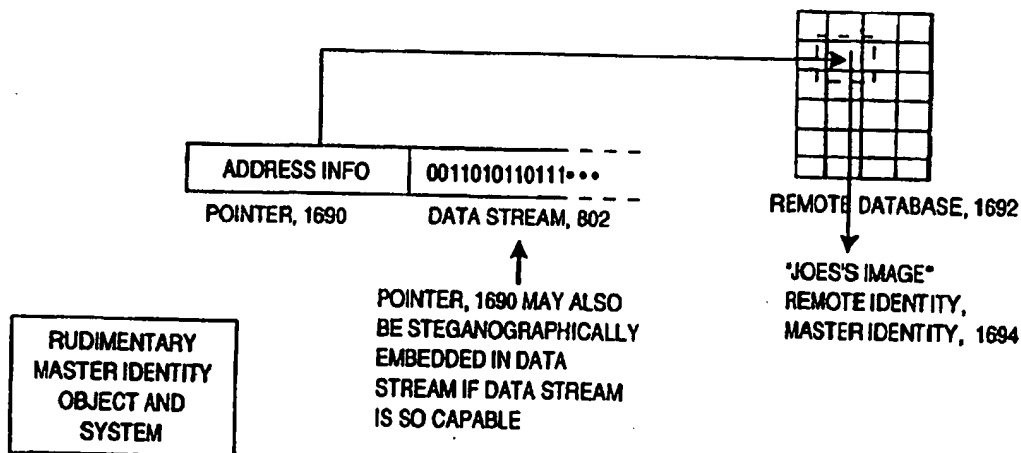 ADDRESS INFO
0011010110111•••
POINTER, 1690
DATA STREAM, 802
REMOTE DATABASE, 1692
"JOES'S IMAGE"
REMOTE IDENTITY,
MASTER IDENTITY, 1694
POINTER, 1690 MAY ALSO
BE STEGANOGRAPHICALLY
EMBEDDED IN DATA
STREAM IF DATA STREAM
IS SO CAPABLE
RUDIMENTARY
MASTER IDENTITY
OBJECT AND
SYSTEM